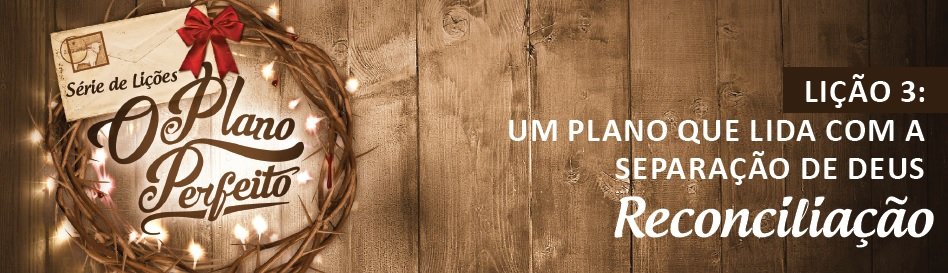 Série de Lições
O Plano
Perfeito
LIÇÃO 3:
UM PLANO QUE LIDA COM A
SEPARAÇÃO DE DEUS
Reconciliação